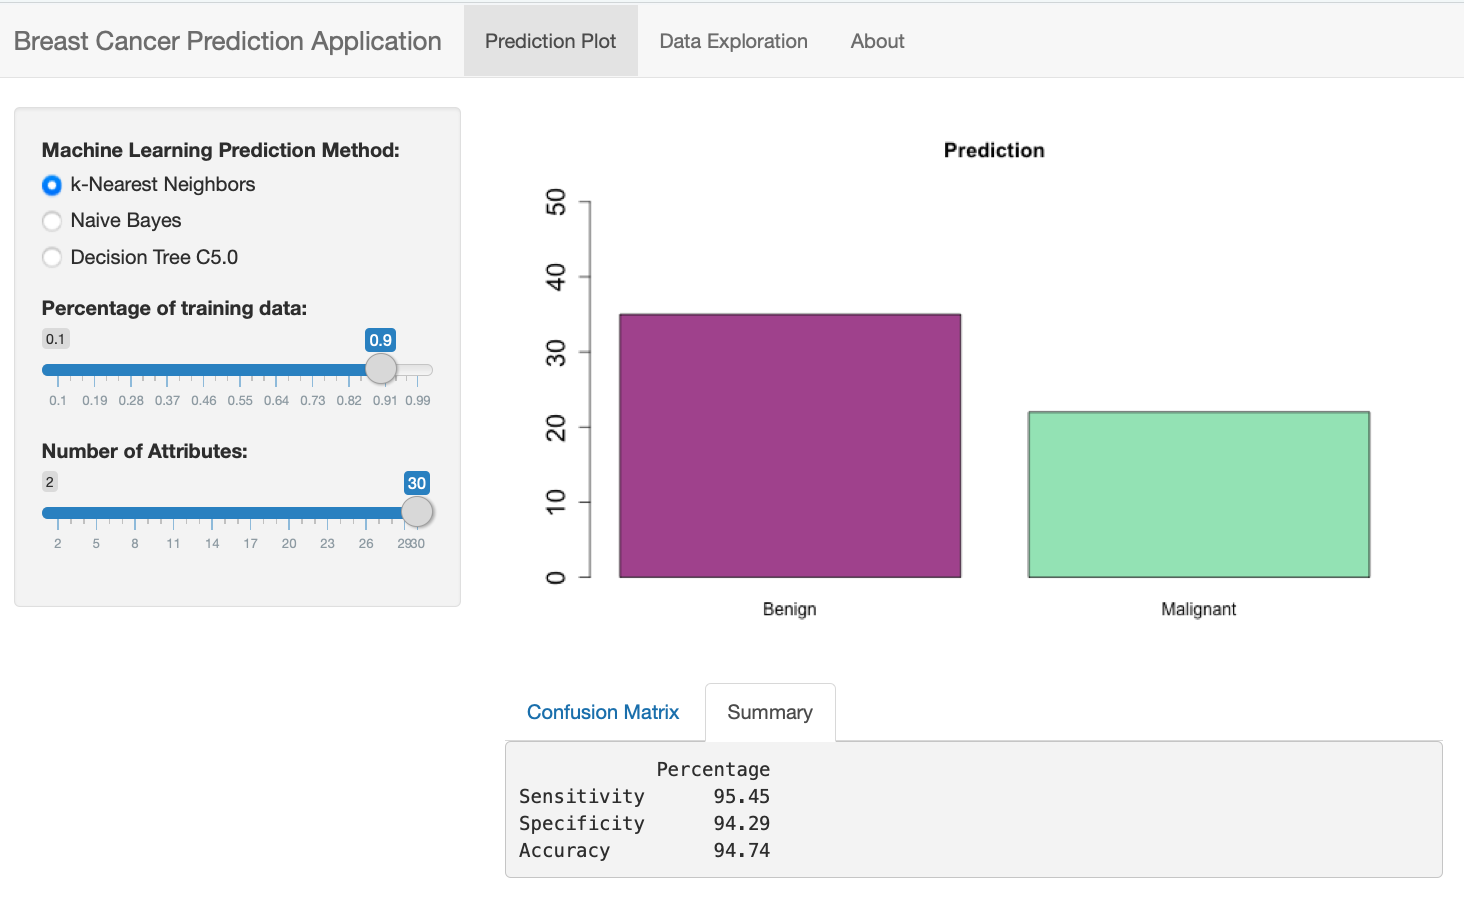 Breast Cancer Prediction Application
Prediction Plot
Data Exploration
About
Machine Learning Prediction Method:
k-Nearest Neighbors
Naive Bayes
Decision Tree C5.0
Percentage of training data:
0.1
0.9
0.1 0.19 0.28 0.37 0.46 0.55 0.64 0.73 0.82 0.91 0.99
Number of Attributes:
2
30
2 5 8 11 14 17 20 23 26 29 30
Prediction
50
40
30
20
10
0
Benign
Malignant
Confusion Matrix
Summary
Percentage
Sensitivity 95.45
Specificity 94.29
Accuracy 94.74